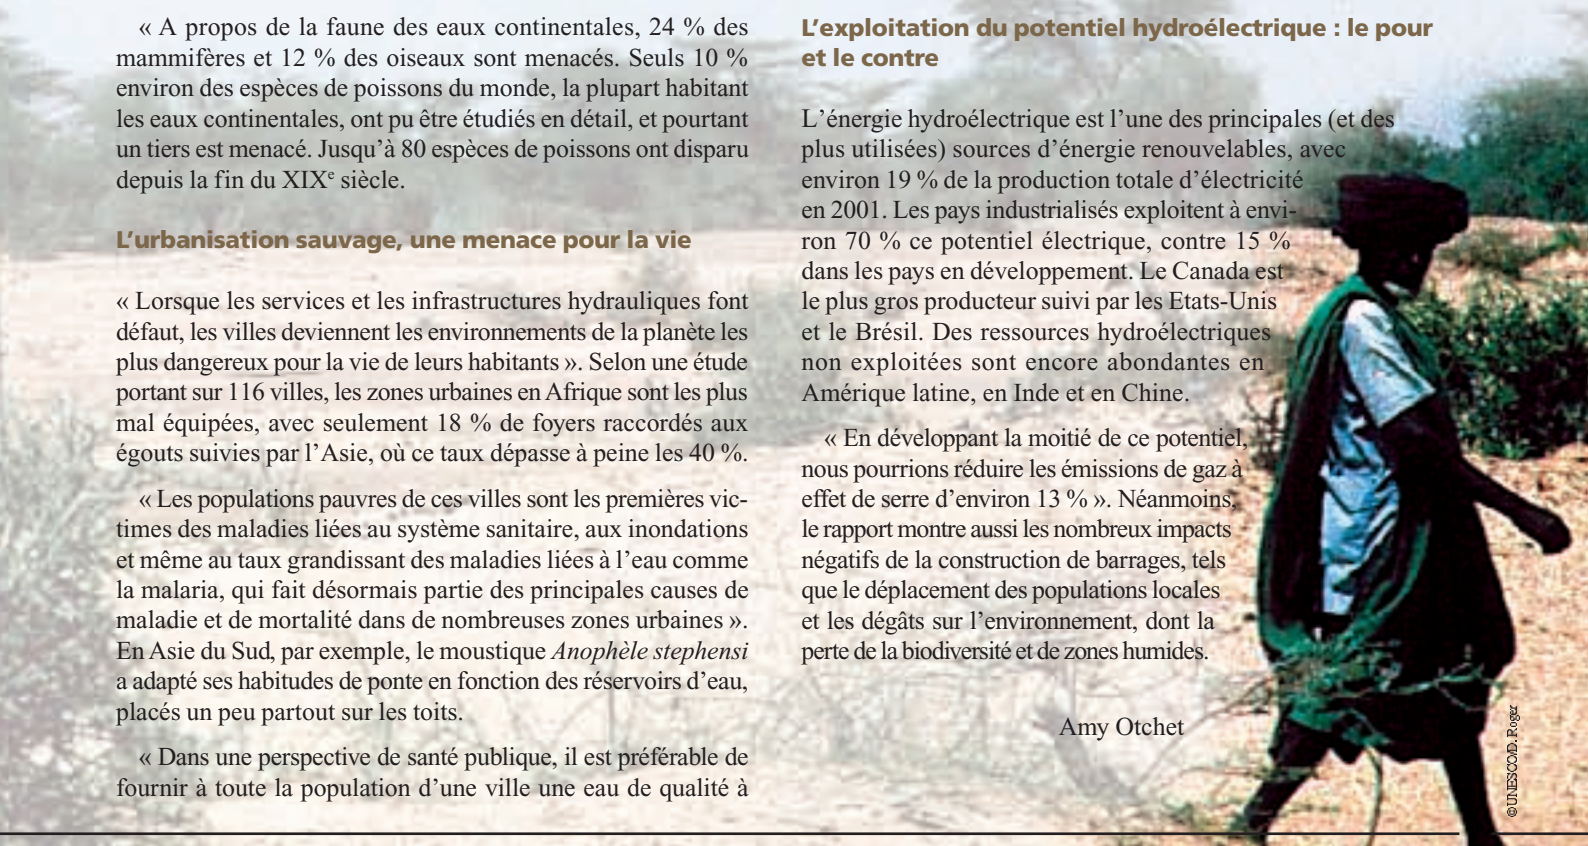 « A propos de la faune des eaux continentales, 24 % des
mammifères et 12 % des oiseaux sont menacés. Seuls 10 %
environ des espèces de poissons du monde, la plupart habitant
les eaux continentales, ont pu être étudiés en détail, et pourtant
un tiers est menacé. Jusqu'à 80 espèces de poissons ont disparu
depuis la fin du XIXe siècle.
L'urbanisation sauvage, une menace pour la vie
« Lorsque les services et les infrastructures hydrauliques font
défaut, les villes deviennent les environnements de la planète les
plus dangereux pour la vie de leurs habitants ». Selon une étude
portant sur 116 villes, les zones urbaines en Afrique sont les plus
mal équipées, avec seulement 18 % de foyers raccordés aux
égouts suivies par l'Asie, où ce taux dépasse à peine les 40 %.
« Les populations pauvres de ces villes sont les premières vic-
times des maladies liées au système sanitaire, aux inondations
et même au taux grandissant des maladies liées à l'eau comme
la malaria, qui fait désormais partie des principales causes de
maladie et de mortalité dans de nombreuses zones urbaines ».
En Asie du Sud, par exemple, le moustique Anophèle stephensi
a adapté ses habitudes de ponte en fonction des réservoirs d'eau,
placés un peu partout sur les toits.
« Dans une perspective de santé publique, il est préférable de
fournir à toute la population d'une ville une eau de qualité à
L'exploitation du potentiel hydroélectrique : le pour
et le contre
L'énergie hydroélectrique est l'une des principales (et des
plus utilisées) sources d'énergie renouvelables, avec
environ 19 % de la production totale d'électricité
en 2001. Les pays industrialisés exploitent à envi-
ron 70 % ce potentiel électrique, contre 15 %
dans les pays en développement. Le Canada est
le plus gros producteur suivi par les Etats-Unis
et le Brésil. Des ressources hydroélectriques
non exploitées sont encore abondantes en
Amérique latine, en Inde et en Chine.
« En développant la moitié de ce potentiel,
nous pourrions réduire les émissions de gaz à
effet de serre d'environ 13 % ». Néanmoins,
le rapport montre aussi les nombreux impacts
négatifs de la construction de barrages, tels
que le déplacement des populations locales
et les dégâts sur l'environnement, dont la
perte de la biodiversité et de zones humides.
Amy Otchet
©UNESCO/D. Roger